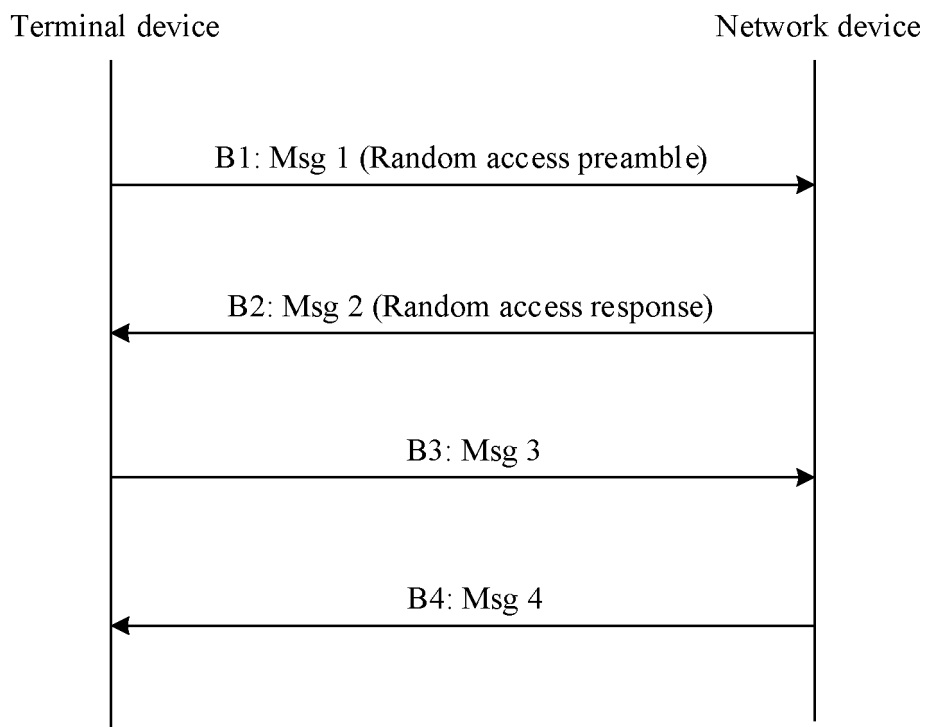 Terminal device
Network device
B1: Msg 1 (Random access preamble)
B2: Msg 2 (Random access response)
B3: Msg 3
B4: Msg 4